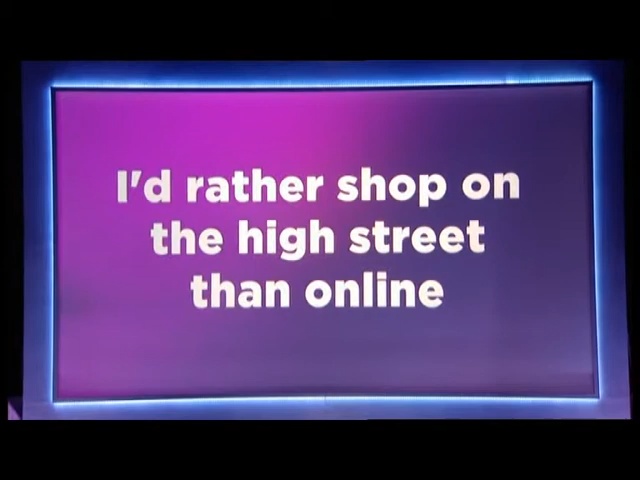 I'd rather shop on
the high street
than online